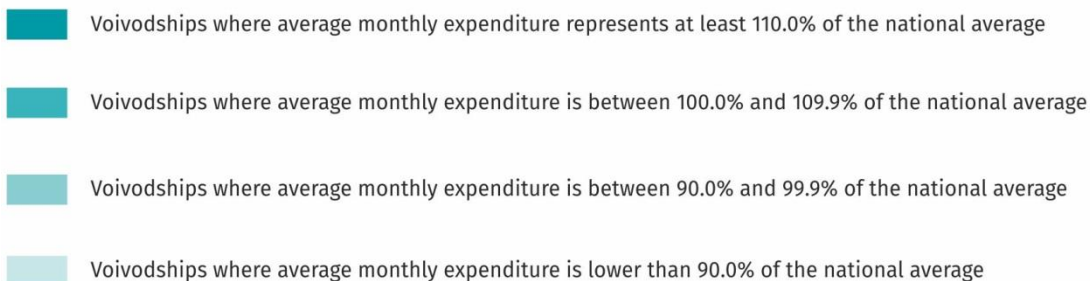 Voivodships where average monthly expenditure represents at least 110.0% of the national average
Voivodships where average monthly expenditure is between 100.0% and 109.9% of the national average
Voivodships where average monthly expenditure is between 90.0% and 99.9% of the national average
Voivodships where average monthly expenditure is lower than 90.0% of the national average